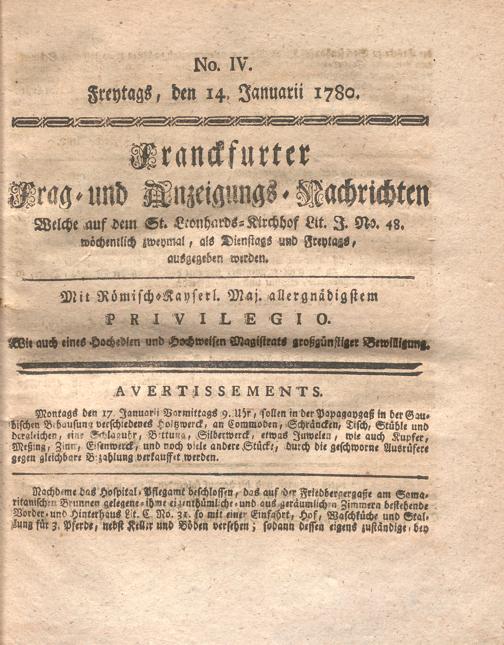 No. IV.
Freytags, den 14. Januarii 1780.
Franckfurter
Frag- und Anzeigungs-Nachrichten
Welche auf dem St. Leonhards-Kirchhof Lit. J. No. 48.
wöchentlich zweymal, als Dienstags und Freytags,
ausgegeben werden.
Mit Römisch-Kayserl. Maj. allergnädigstem
PRIVILEGIO.
Wie auch eines Hochedlen und Hochweisen Magistrats großgünstiger Bewilligung.
AVERTISSEMENTS.
Montags den 17. Januarii Vormittags 9. Uhr, sollen in der Papagaygaß in der Gau-
bischen Behausung verschiedenes Holtzwerck, an Commoden, Schräncken, Tisch, Stühle und
dergleichen, eine Schlaguhr, Bettung, Silberwerck, etwas Juwelen, wie auch Kupfer,
Meßing, Zinn, Eisenwerck, und noch viele andere Stücke, durch die geschworne Ausrüfere
gegen gleichbare Bezahlung verkauffet werden.
Nachdeme das Hospital-Pflegamt beschlossen, das auf der Friedbergergasse am Sama-
ritanischen Brunnen gelegene-ihme eigenthümliche-und aus geräumlichen Zimmern bestehende
Vorder-und Hinterhaus Lit. C. No. 32. so mit einer Einfahrt, Hof, Waschküche und Stal-
lung für 3. Pferde, nebst Keller und Böden versehen; sodann dessen eigens zuständige, bey